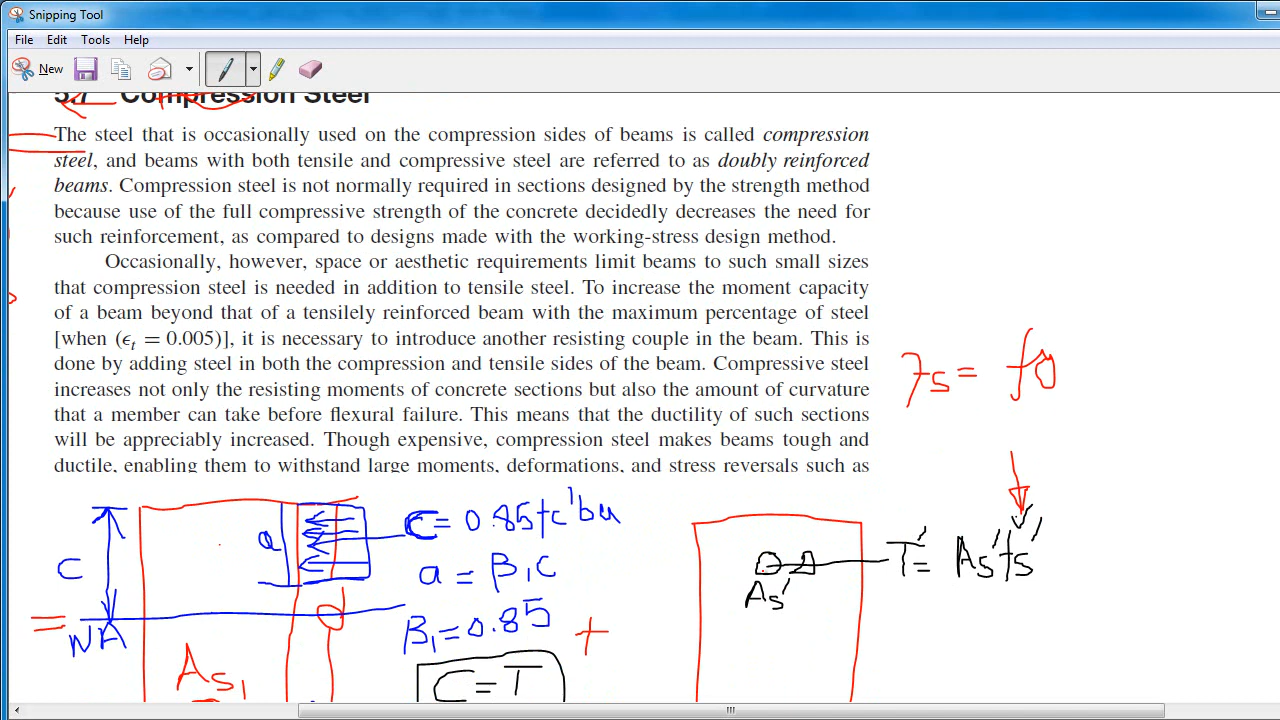 Snipping Tool
File Edit Tools Help
New
5.7 Compression Steel
The steel that is occasionally used on the compression sides of beams is called compression
steel, and beams with both tensile and compressive steel are referred to as doubly reinforced
beams. Compression steel is not normally required in sections designed by the strength method
because use of the full compressive strength of the concrete decidedly decreases the need for
such reinforcement, as compared to designs made with the working-stress design method.
Occasionally, however, space or aesthetic requirements limit beams to such small sizes
that compression steel is needed in addition to tensile steel. To increase the moment capacity
of a beam beyond that of a tensilely reinforced beam with the maximum percentage of steel
[when (ϵt = 0.005)], it is necessary to introduce another resisting couple in the beam. This is
done by adding steel in both the compression and tensile sides of the beam. Compressive steel
increases not only the resisting moments of concrete sections but also the amount of curvature
that a member can take before flexural failure. This means that the ductility of such sections
will be appreciably increased. Though expensive, compression steel makes beams tough and
ductile, enabling them to withstand large moments, deformations, and stress reversals such as
fs = fy
C = 0.85fc'ba
a
C
a = β1c
T' = As'fs'
As'
= NA
β1 = 0.85
+
As1
C = T